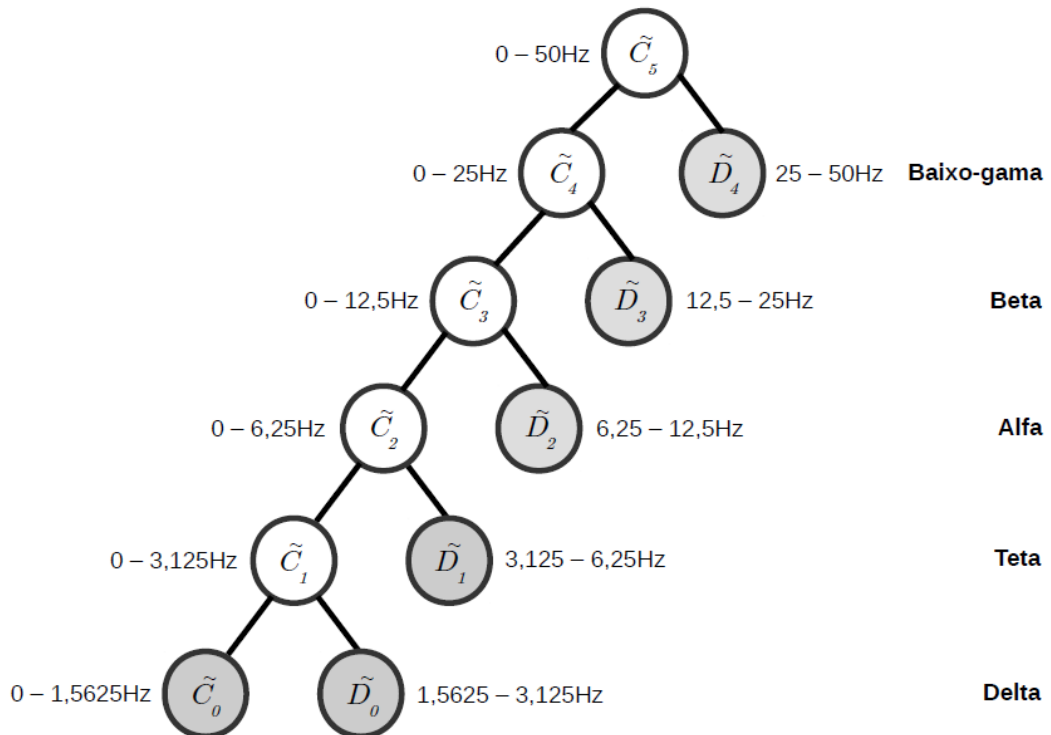 0 – 50Hz C̃₅
0 – 25Hz C̃₄ D̃₄ 25 – 50Hz Baixo-gama
0 – 12,5Hz C̃₃ D̃₃ 12,5 – 25Hz Beta
0 – 6,25Hz C̃₂ D̃₂ 6,25 – 12,5Hz Alfa
0 – 3,125Hz C̃₁ D̃₁ 3,125 – 6,25Hz Teta
0 – 1,5625Hz C̃₀ D̃₀ 1,5625 – 3,125Hz Delta